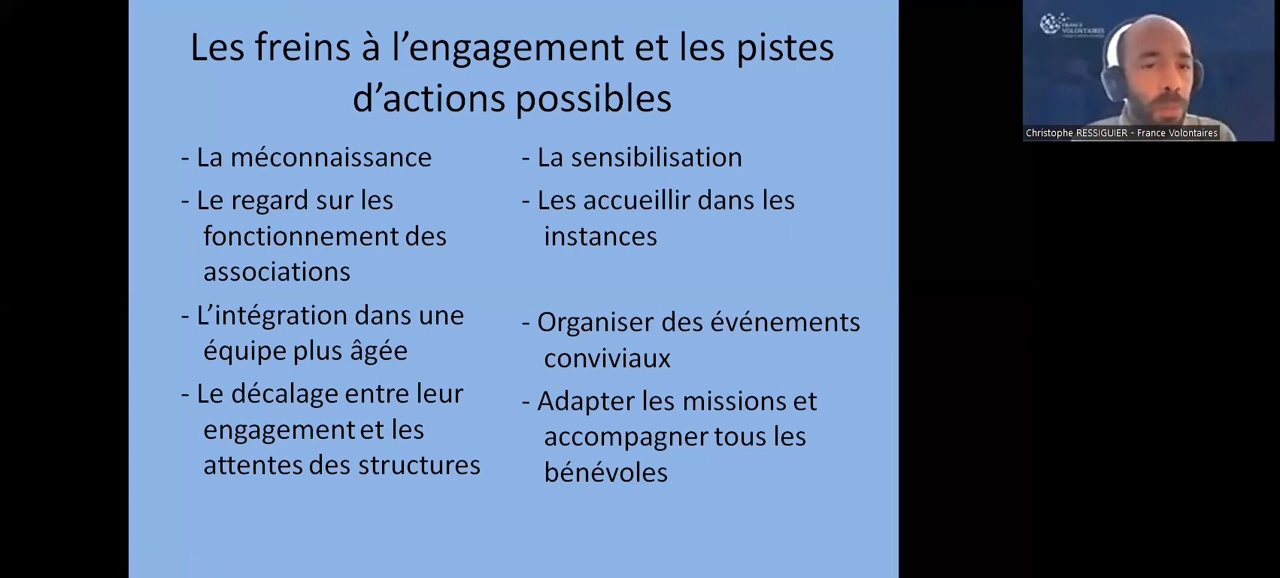 Les freins à l’engagement et les pistes
d’actions possibles
- La méconnaissance
- Le regard sur les
fonctionnement des
associations
- L’intégration dans une
équipe plus âgée
- Le décalage entre leur
engagement et les
attentes des structures
- La sensibilisation
- Les accueillir dans les
instances
- Organiser des événements
conviviaux
- Adapter les missions et
accompagner tous les
bénévoles
FRANCE
VOLONTAIRES
Christophe RESSIGUIER - France Volontaires